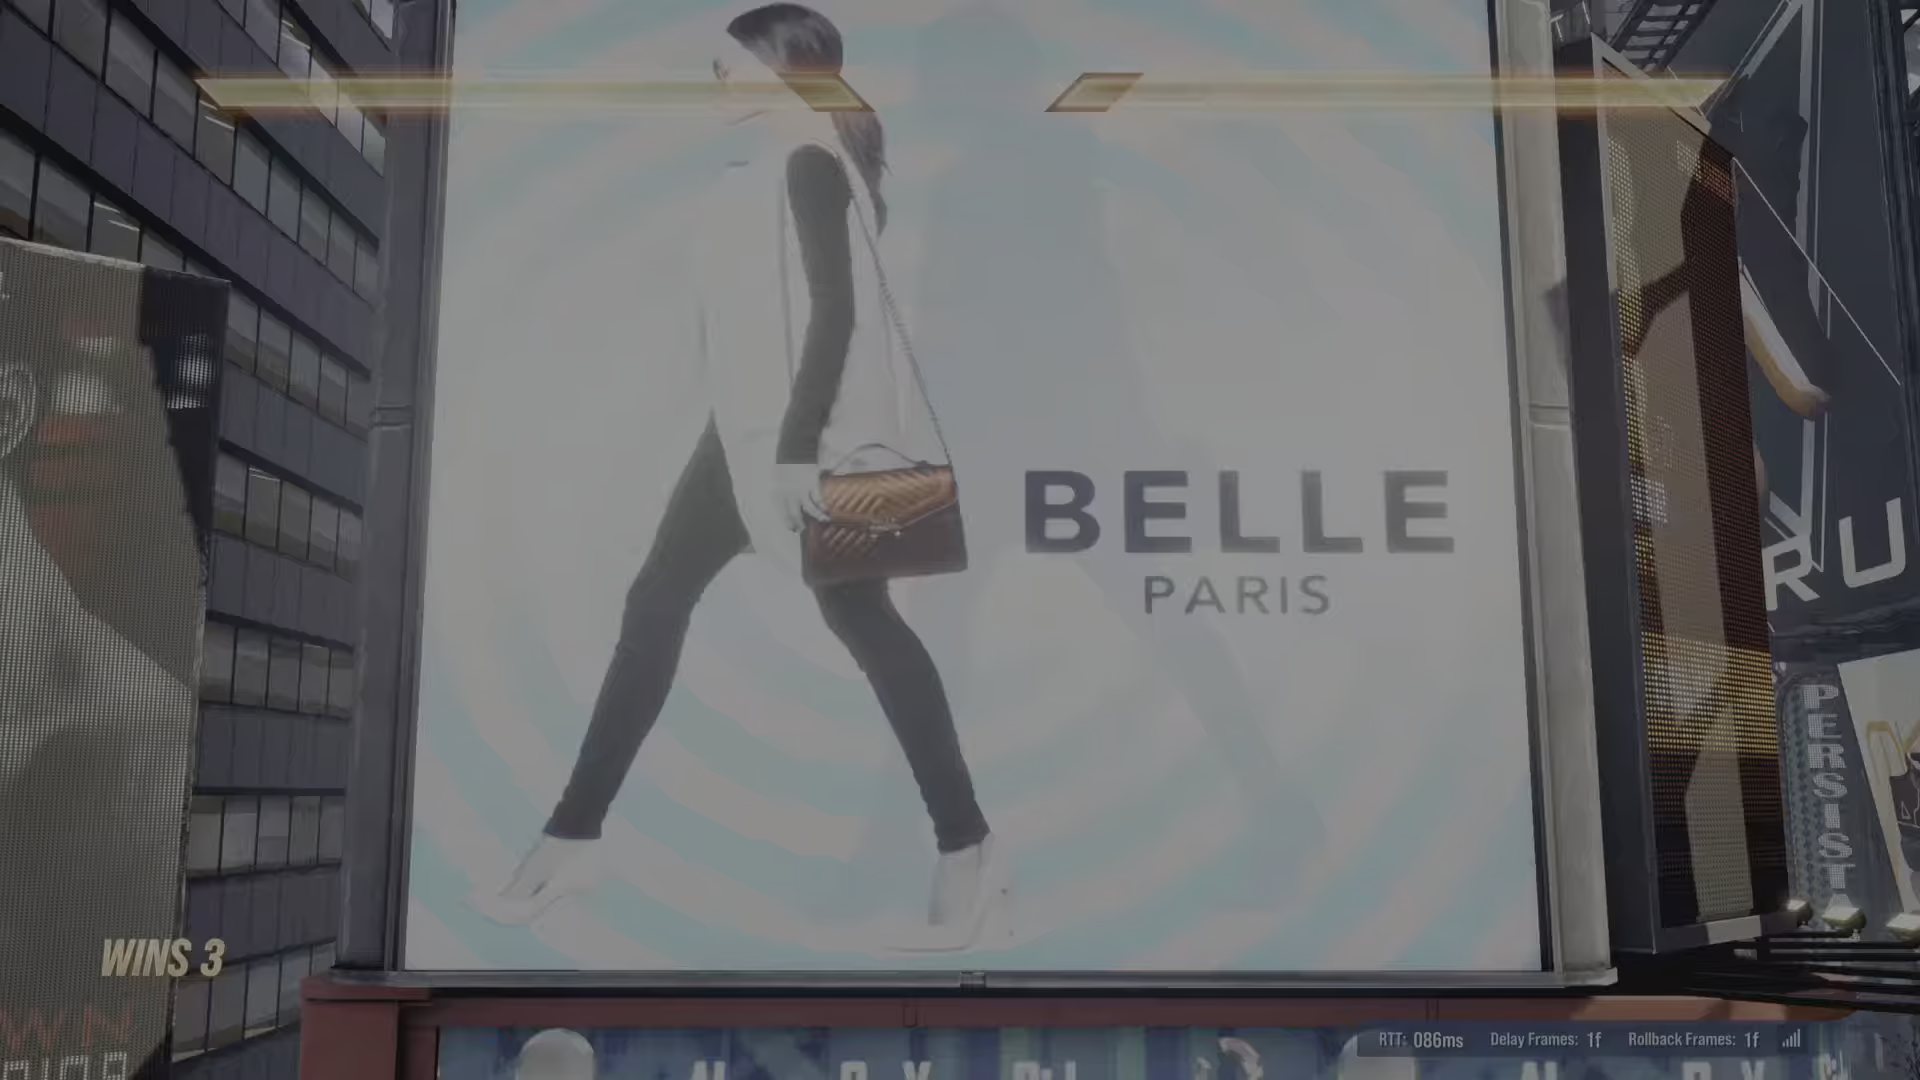 BELLE
PARIS
RU
PERSIST
WINS 3
RTT: 086ms Delay Frames: 1f Rollback Frames: 1f